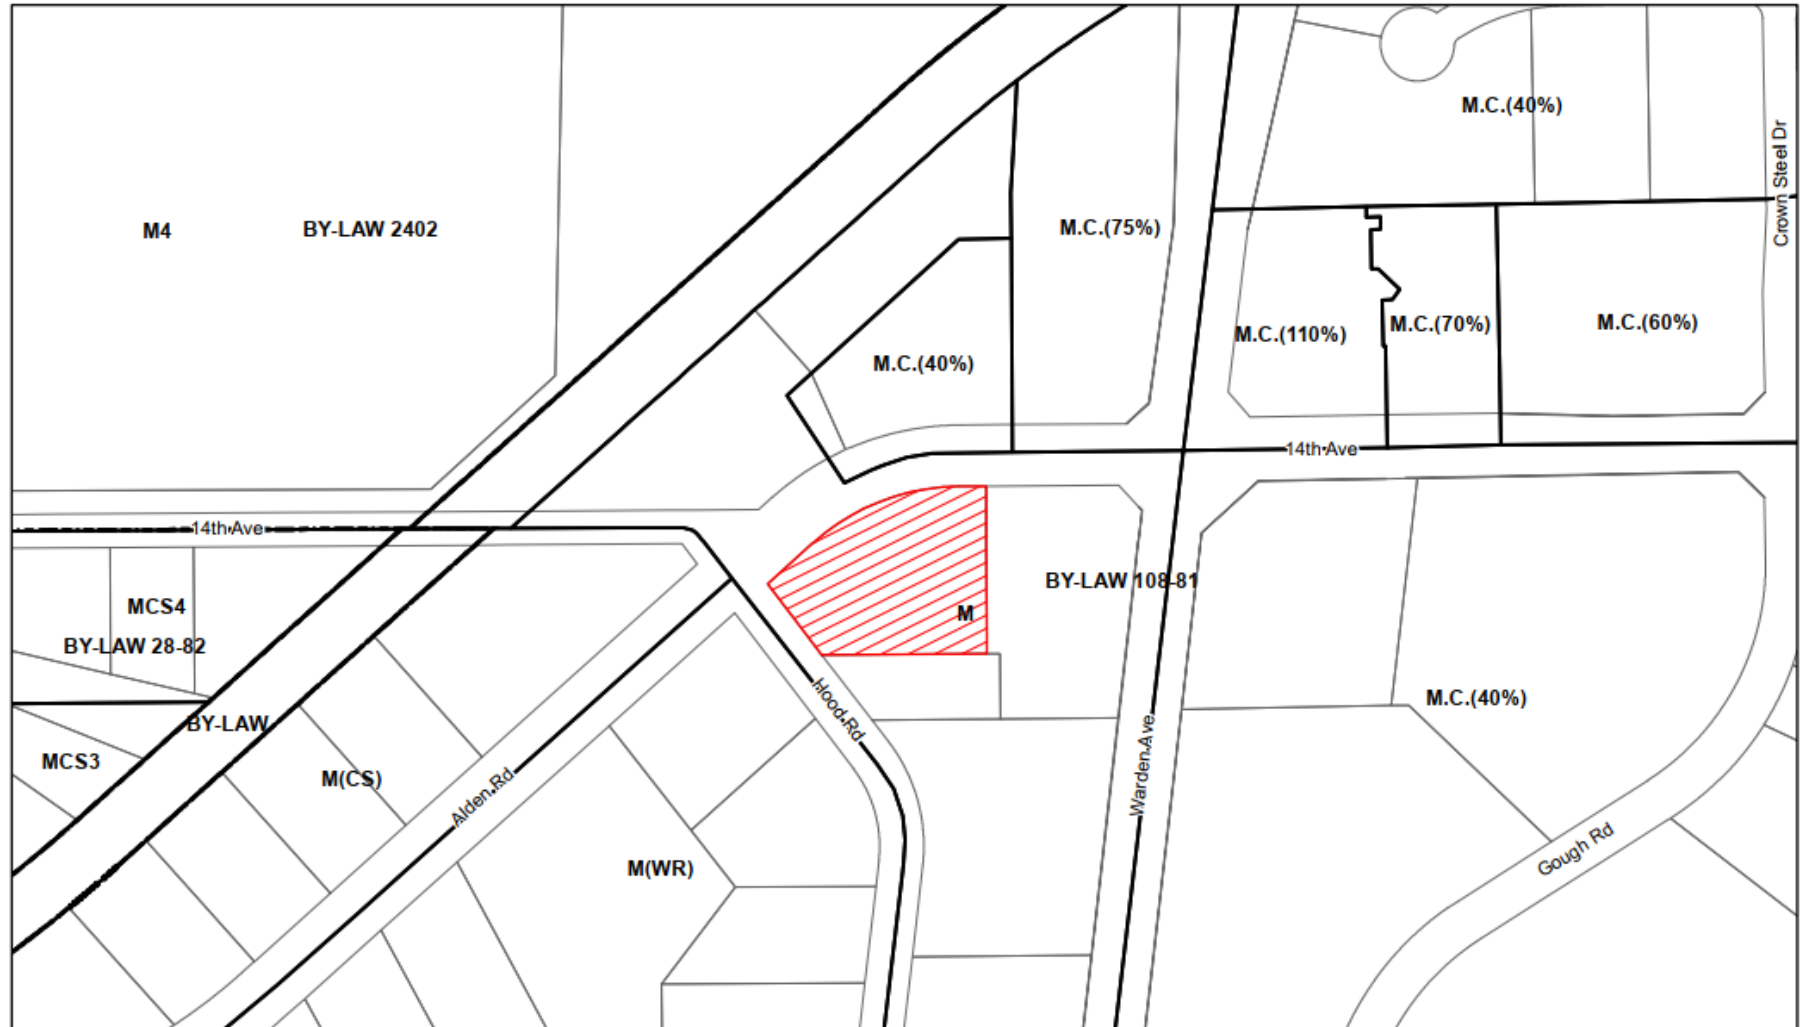 M.C.(40%)
Crown Steel Dr
M4
BY-LAW 2402
M.C.(75%)
M.C.(110%)
M.C.(70%)
M.C.(60%)
M.C.(40%)
14th Ave
14th Ave
MCS4
BY-LAW 28-82
BY-LAW 108-81
M
BY-LAW
MCS3
M(CS)
Alden Rd
Hood Rd
Warden Ave
M.C.(40%)
M(WR)
Gough Rd